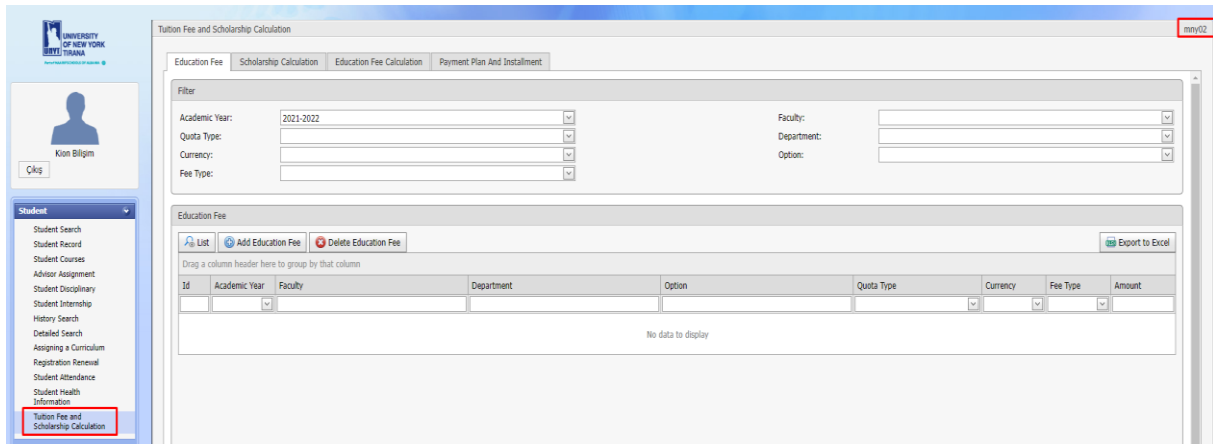 UNIVERSITY
OF NEW YORK
TIRANA
UNYT
Tuition Fee and Scholarship Calculation
mny02
Education Fee
Scholarship Calculation
Education Fee Calculation
Payment Plan And Installment
Filter
Academic Year:
2021-2022
Faculty:
Quota Type:
Department:
Currency:
Option:
Fee Type:
Kion Bilişim
Çıkış
Student
Student Search
Student Record
Student Courses
Advisor Assignment
Student Disciplinary
Student Internship
History Search
Detailed Search
Assigning a Curriculum
Registration Renewal
Student Attendance
Student Health
Information
Tuition Fee and
Scholarship Calculation
Education Fee
List
Add Education Fee
Delete Education Fee
Export to Excel
Drag a column header here to group by that column
Id
Academic Year
Faculty
Department
Option
Quota Type
Currency
Fee Type
Amount
No data to display